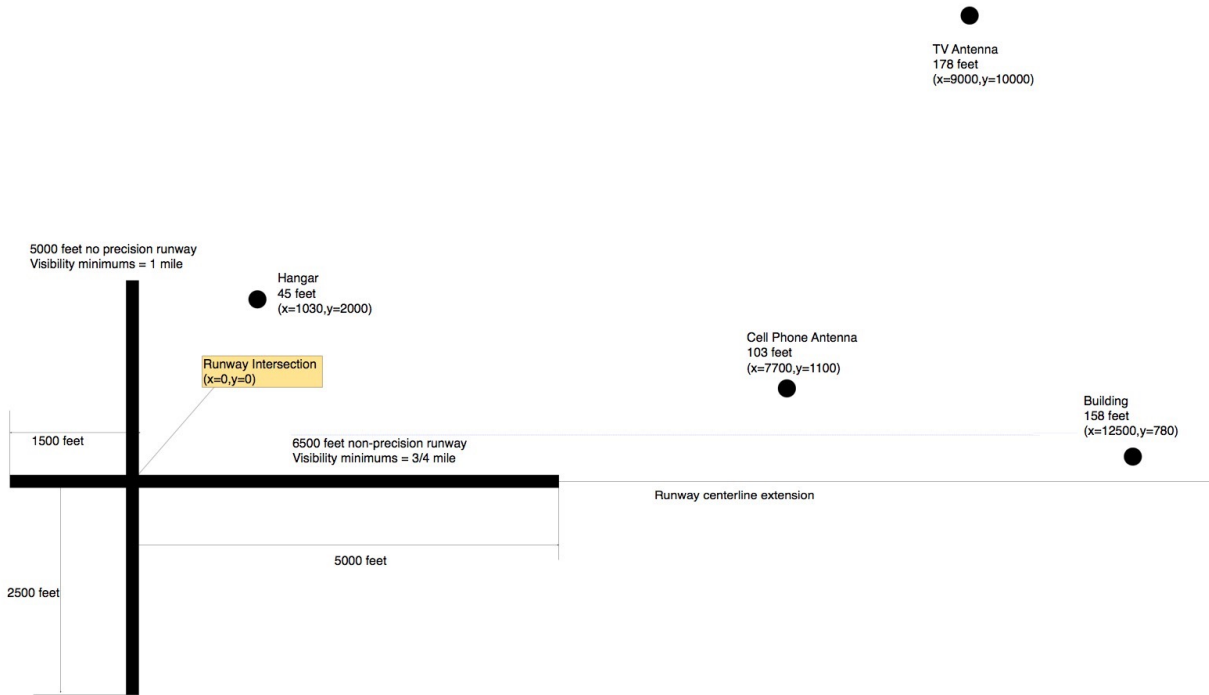 TV Antenna
178 feet
(x=9000,y=10000)
5000 feet no precision runway
Visibility minimums = 1 mile
Hangar
45 feet
(x=1030,y=2000)
Runway Intersection
(x=0,y=0)
Cell Phone Antenna
103 feet
(x=7700,y=1100)
Building
158 feet
(x=12500,y=780)
1500 feet
6500 feet non-precision runway
Visibility minimums = 3/4 mile
Runway centerline extension
5000 feet
2500 feet